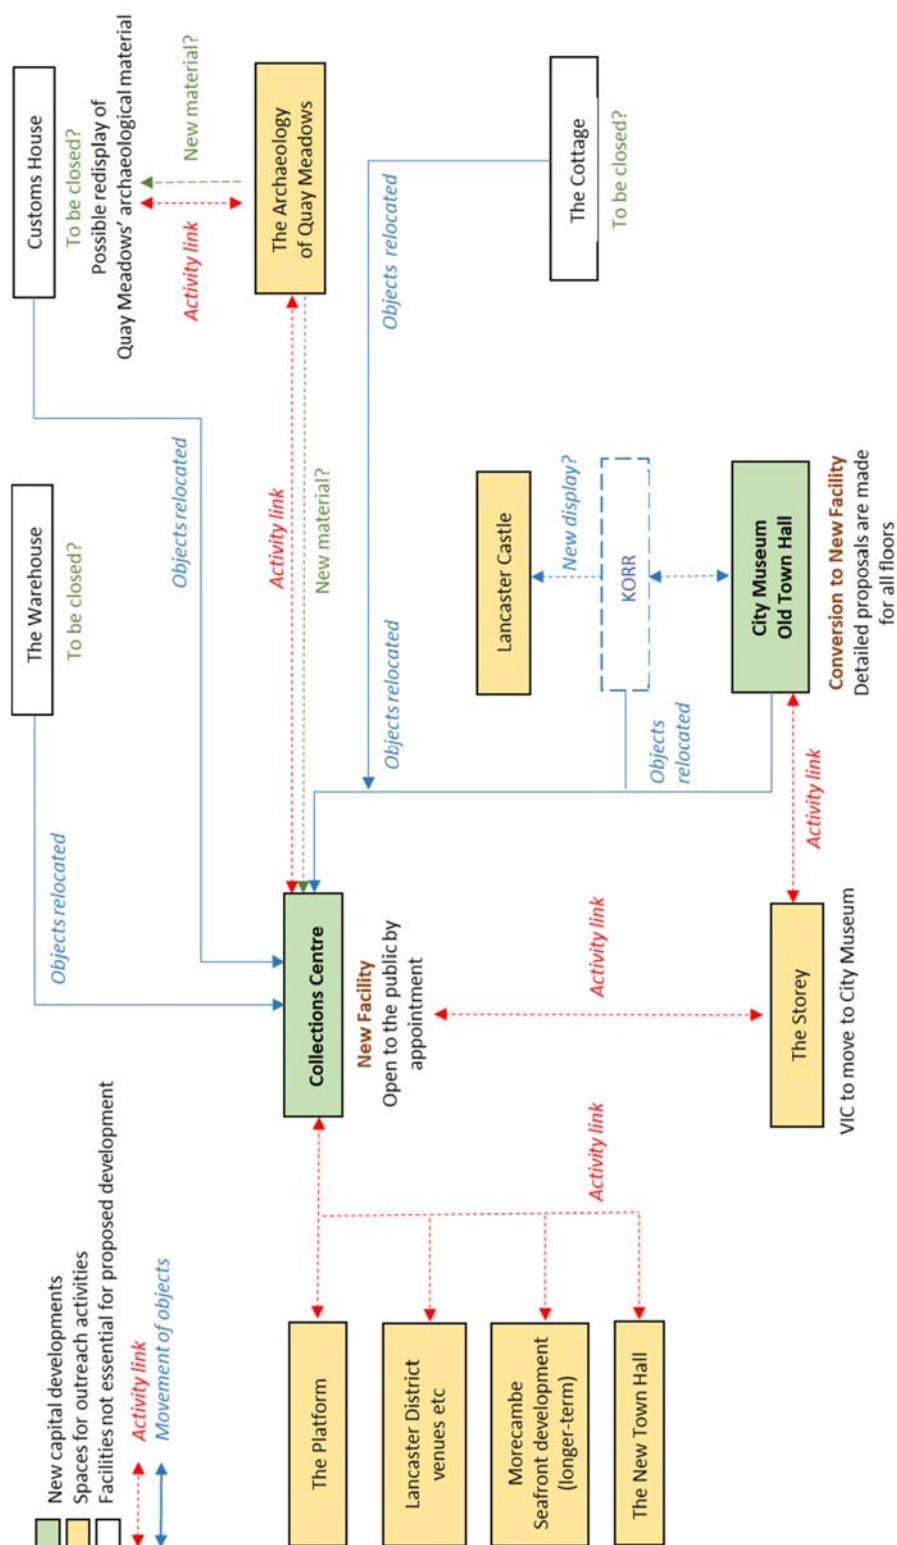 New capital developments
Spaces for outreach activities
Facilities not essential for proposed development
Activity link
Movement of objects
The Warehouse
To be closed?
Objects relocated
Customs House
To be closed?
Possible redisplay of
Quay Meadows' archaeological material
Objects relocated
Activity link
New material?
The Archaeology
of Quay Meadows
Activity link
New material?
Collections Centre
New Facility
Open to the public by
appointment
Objects relocated
Objects relocated
The Cottage
To be closed?
The Platform
Lancaster District
venues etc
Morecambe
Seafront development
(longer-term)
The New Town Hall
Activity link
Activity link
The Storey
VIC to move to City Museum
Activity link
Lancaster Castle
New display?
KORR
Objects
relocated
City Museum
Old Town Hall
Conversion to New Facility
Detailed proposals are made
for all floors